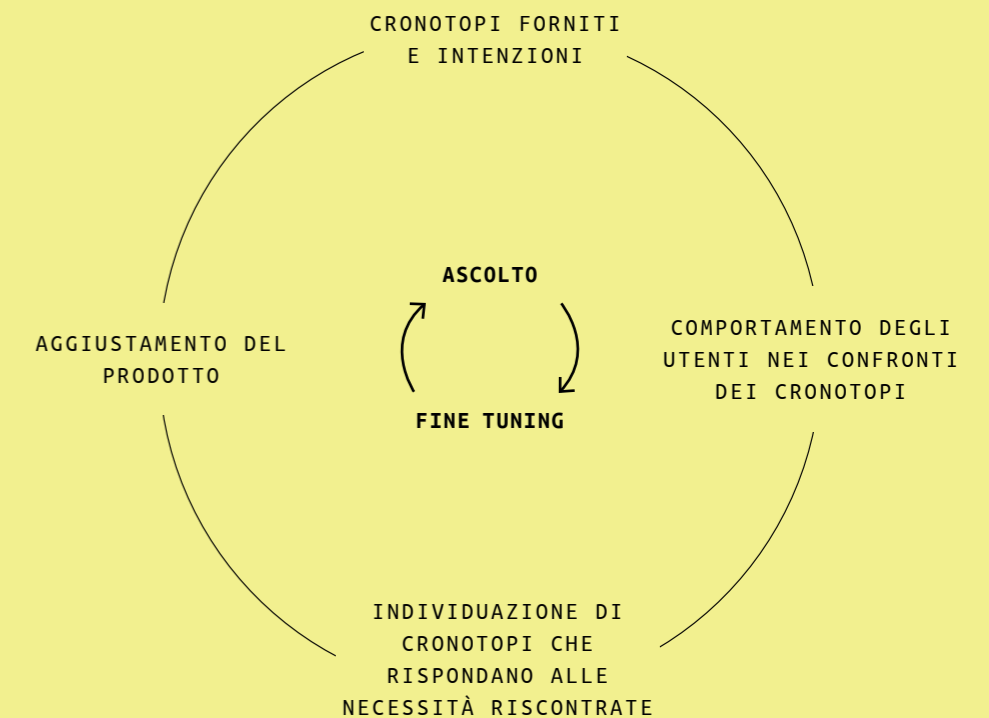 CRONOTOPI FORNITI
E INTENZIONI
ASCOLTO
COMPORTAMENTO DEGLI
UTENTI NEI CONFRONTI
DEI CRONOTOPI
AGGIUSTAMENTO DEL
PRODOTTO
FINE TUNING
INDIVIDUAZIONE DI
CRONOTOPI CHE
RISPONDANO ALLE
NECESSITÀ RISCONTRATE